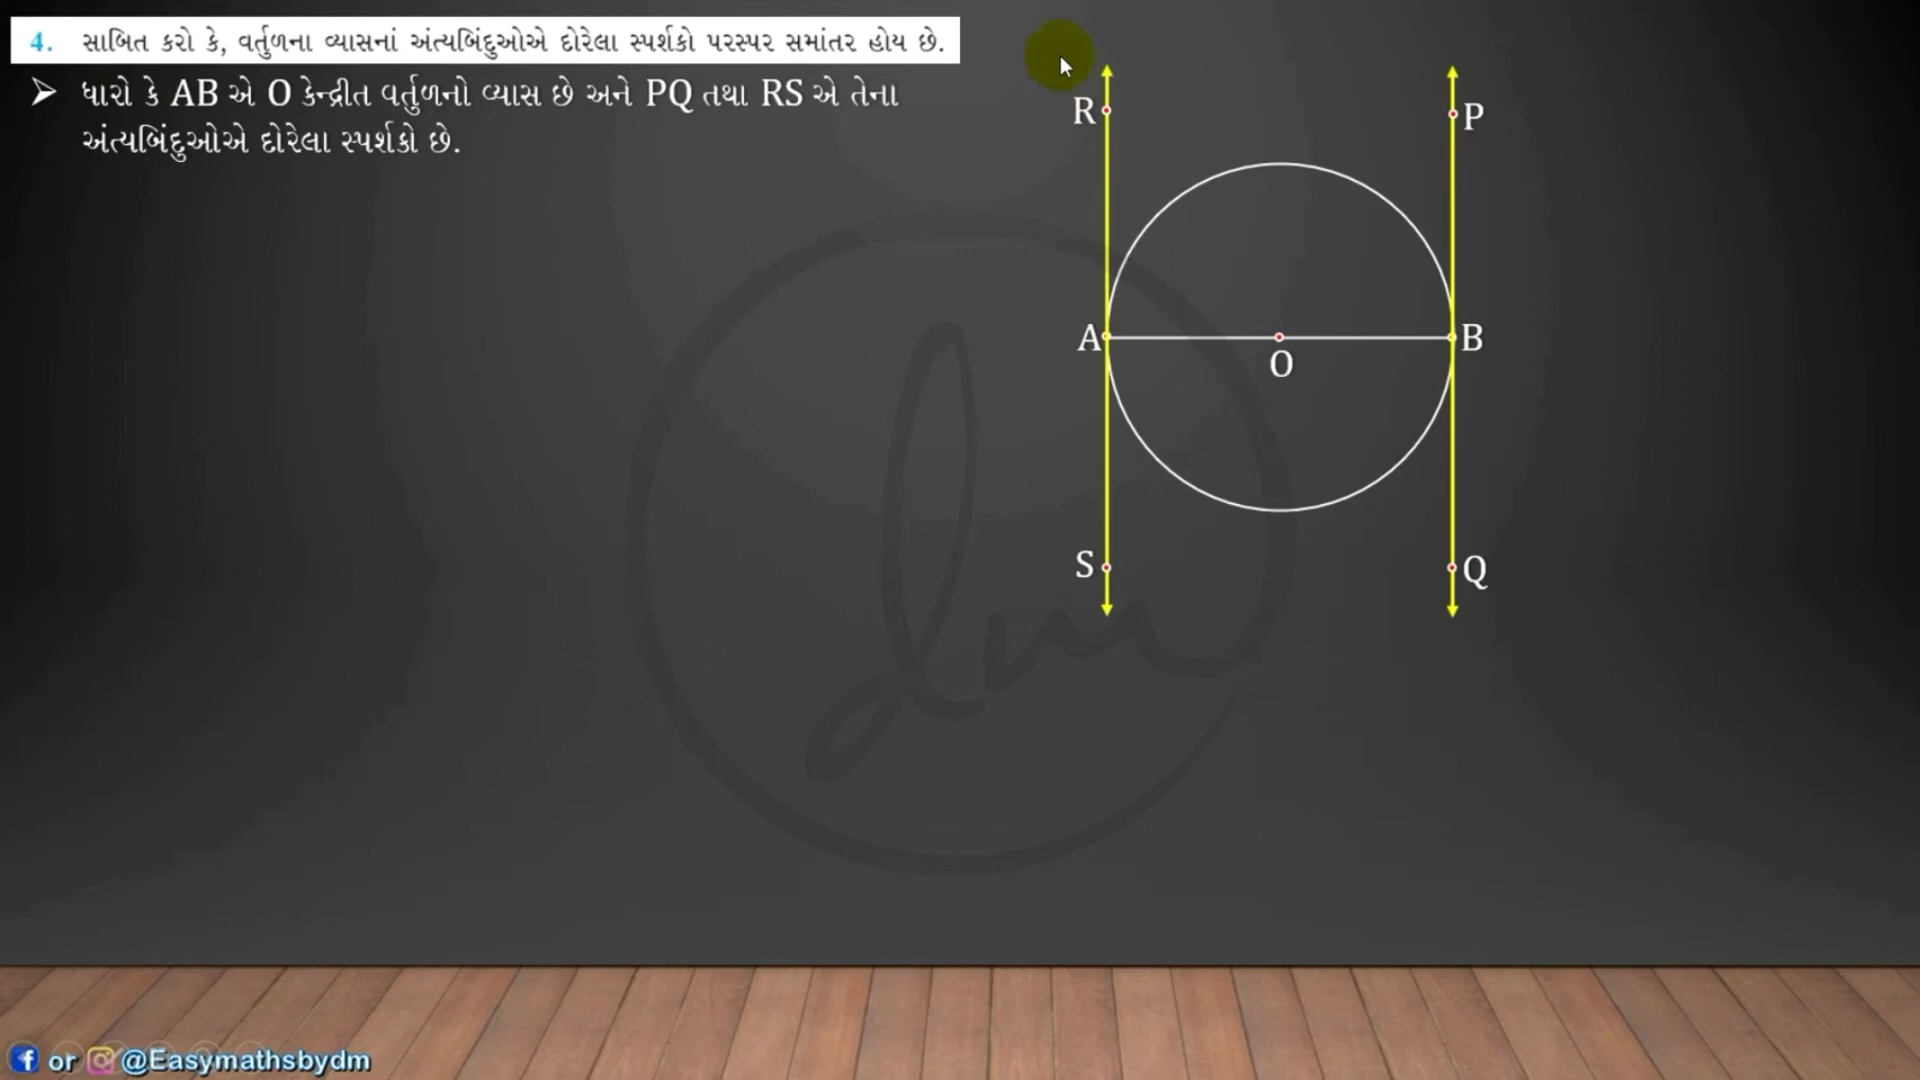 4. સાબિત કરો કે, વર્તુળના વ્યાસનાં અંત્યબિંદુઓએ દોરેલા સ્પર્શકો પરસ્પર સમાંતર હોય છે.
➤ ધારો કે AB એ O કેન્દ્રીત વર્તુળનો વ્યાસ છે અને PQ તથા RS એ તેના
અંત્યબિંદુઓએ દોરેલા સ્પર્શકો છે.
R P
A B
O
S Q
dm
or @Easymathsbydm